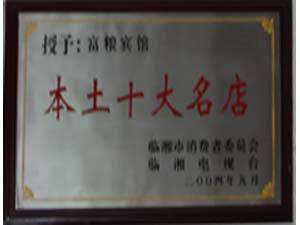 授予:富粮宾馆
本土十大名店
临湘市消费者委员会
临湘电视台
二00四年九月